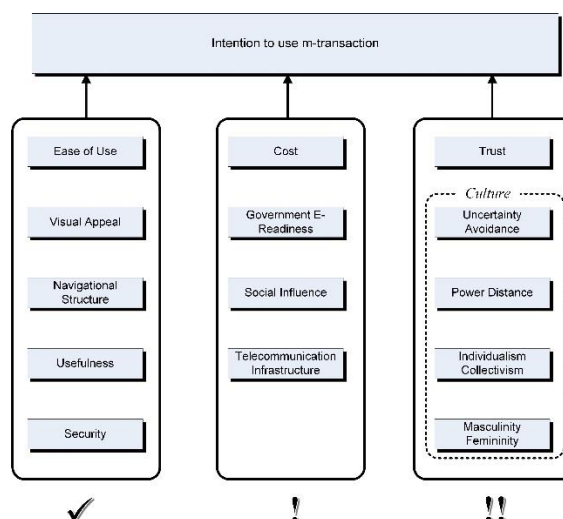 Intention to use m-transaction
Ease of Use
Visual Appeal
Navigational
Structure
Usefulness
Security
Cost
Government E-
Readiness
Social Influence
Telecommunication
Infrastructure
Trust
Culture
Uncertainty
Avoidance
Power Distance
Individualism
Collectivism
Masculinity
Femininity
✓
!
!!